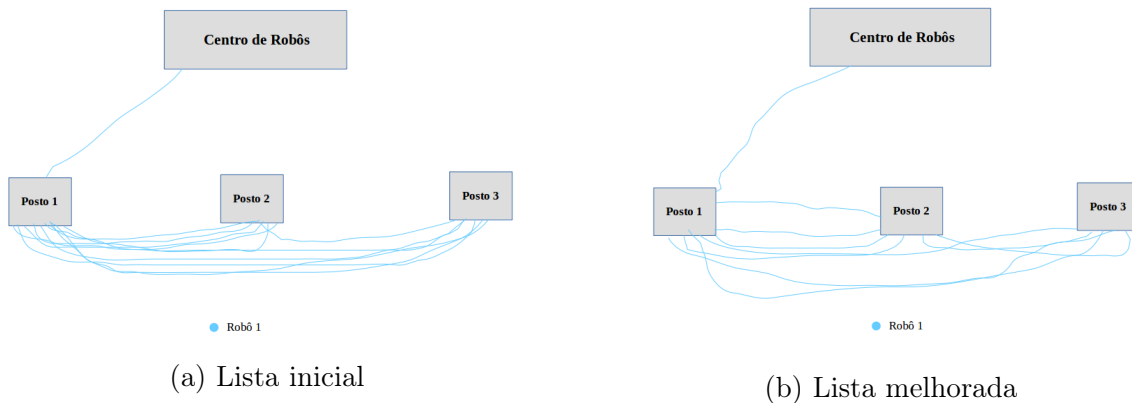 Centro de Robôs
Posto 1
Posto 2
Posto 3
Robô 1
(a) Lista inicial
Centro de Robôs
Posto 1
Posto 2
Posto 3
Robô 1
(b) Lista melhorada